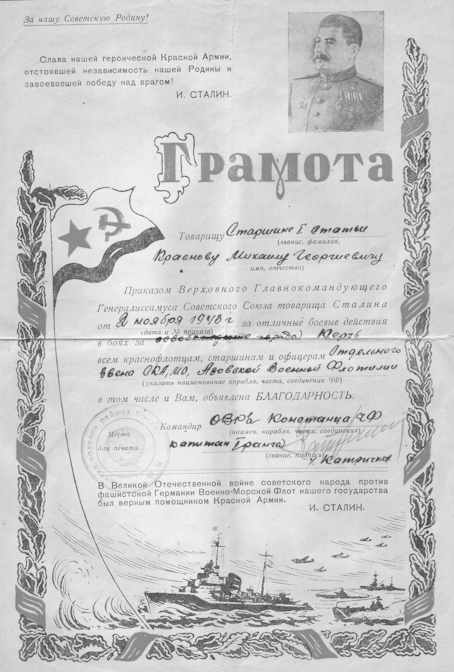 За нашу Советскую Родину!
Слава нашей героической Красной Армии,
отстоявшей независимость нашей Родины и
завоевавшей победу над врагом!
И. СТАЛИН.
Грамота
Товарищу Старшине I статьи
(звание, фамилия,
Краснову Михаилу Георгиевичу
имя, отчество)
Приказом Верховного Главнокомандующего
Генералиссимуса Советского Союза товарища Сталина
от 2 ноября 1943 г за отличные боевые действия
(дата и № приказа)
в боях за Керчь
всем краснофлотцам, старшинам и офицерам Отдельного
звена Азовской Военной Флотилии
(указать наименование корабля, части, соединения ЧФ)
в том числе и Вам, объявлена БЛАГОДАРНОСТЬ.
Командир ОВРа Констанца ЧФ
(наимен. корабля, части, соединения)
Место
для печати
капитан I ранга
(звание, подпись)
В Великой Отечественной войне советского народа против
фашистской Германии Военно-Морской Флот нашего государства
был верным помощником Красной Армии.
И. СТАЛИН.